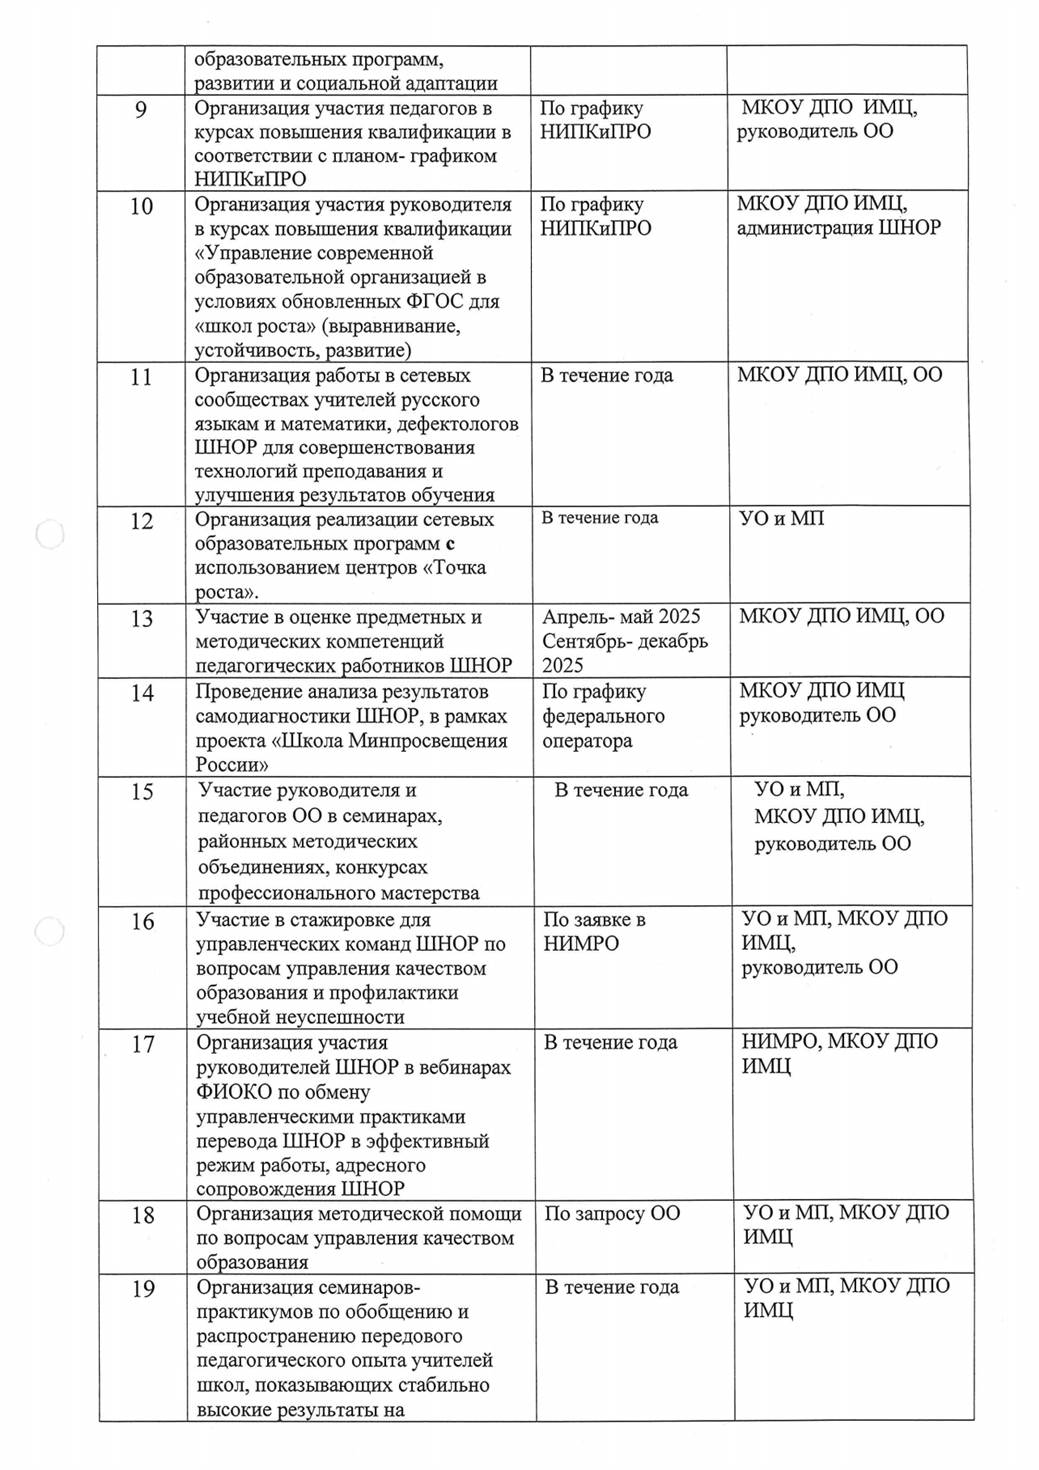 образовательных программ,
развитии и социальной адаптации
9 Организация участия педагогов в По графику МКОУ ДПО ИМЦ,
курсах повышения квалификации в НИПКиПРО руководитель ОО
соответствии с планом- графиком
НИПКиПРО
10 Организация участия руководителя По графику МКОУ ДПО ИМЦ,
в курсах повышения квалификации НИПКиПРО администрация ШНОР
«Управление современной
образовательной организацией в
условиях обновленных ФГОС для
«школ роста» (выравнивание,
устойчивость, развитие)
11 Организация работы в сетевых В течение года МКОУ ДПО ИМЦ, ОО
сообществах учителей русского
языкам и математики, дефектологов
ШНОР для совершенствования
технологий преподавания и
улучшения результатов обучения
12 Организация реализации сетевых В течение года УО и МП
образовательных программ с
использованием центров «Точка
роста».
13 Участие в оценке предметных и Апрель- май 2025 МКОУ ДПО ИМЦ, ОО
методических компетенций Сентябрь- декабрь
педагогических работников ШНОР 2025
14 Проведение анализа результатов По графику МКОУ ДПО ИМЦ
самодиагностики ШНОР, в рамках федерального руководитель ОО
проекта «Школа Минпросвещения оператора
России»
15 Участие руководителя и В течение года УО и МП,
педагогов ОО в семинарах, МКОУ ДПО ИМЦ,
районных методических руководитель ОО
объединениях, конкурсах
профессионального мастерства
16 Участие в стажировке для По заявке в УО и МП, МКОУ ДПО
управленческих команд ШНОР по НИМРО ИМЦ,
вопросам управления качеством руководитель ОО
образования и профилактики
учебной неуспешности
17 Организация участия В течение года НИМРО, МКОУ ДПО
руководителей ШНОР в вебинарах ИМЦ
ФИОКО по обмену
управленческими практиками
перевода ШНОР в эффективный
режим работы, адресного
сопровождения ШНОР
18 Организация методической помощи По запросу ОО УО и МП, МКОУ ДПО
по вопросам управления качеством ИМЦ
образования
19 Организация семинаров- В течение года УО и МП, МКОУ ДПО
практикумов по обобщению и ИМЦ
распространению передового
педагогического опыта учителей
школ, показывающих стабильно
высокие результаты на